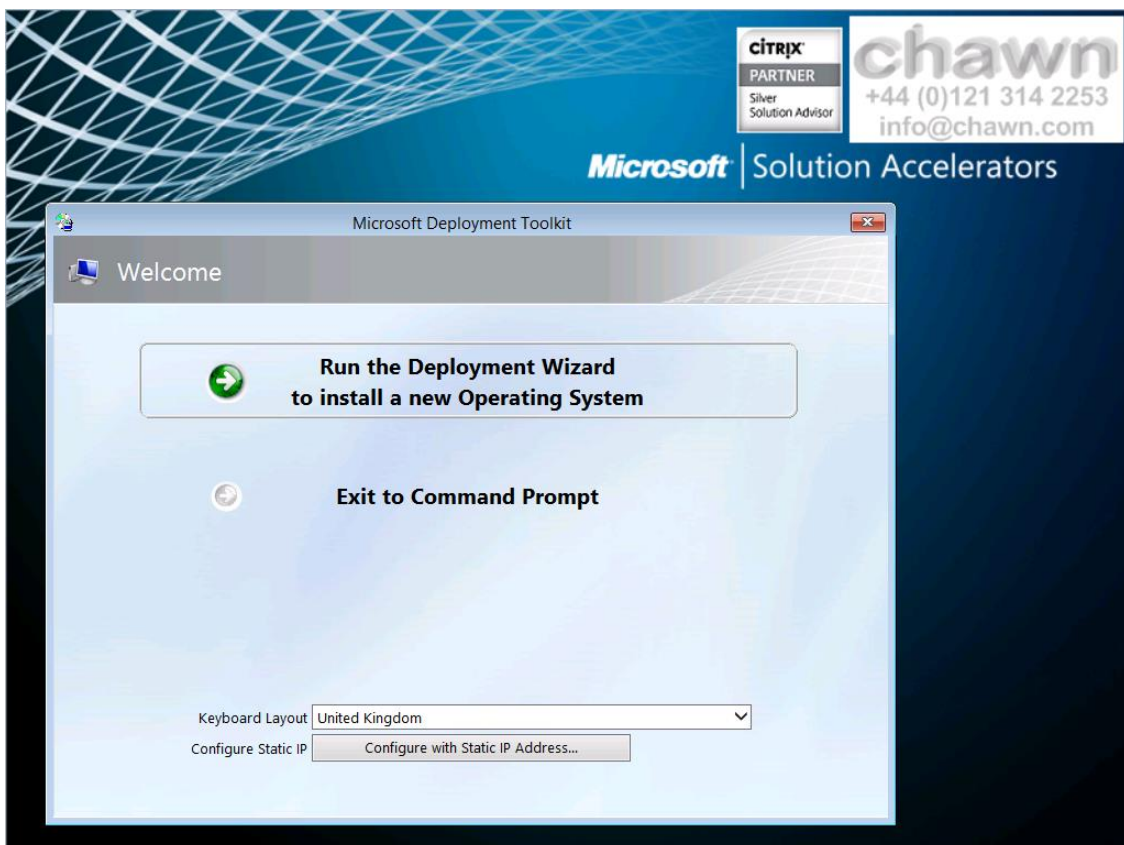 CİTRIX
PARTNER
Silver
Solution Advisor
chawn
+44 (0)121 314 2253
info@chawn.com
Microsoft | Solution Accelerators
Microsoft Deployment Toolkit
Welcome
Run the Deployment Wizard
to install a new Operating System
Exit to Command Prompt
Keyboard Layout United Kingdom
Configure Static IP Configure with Static IP Address...